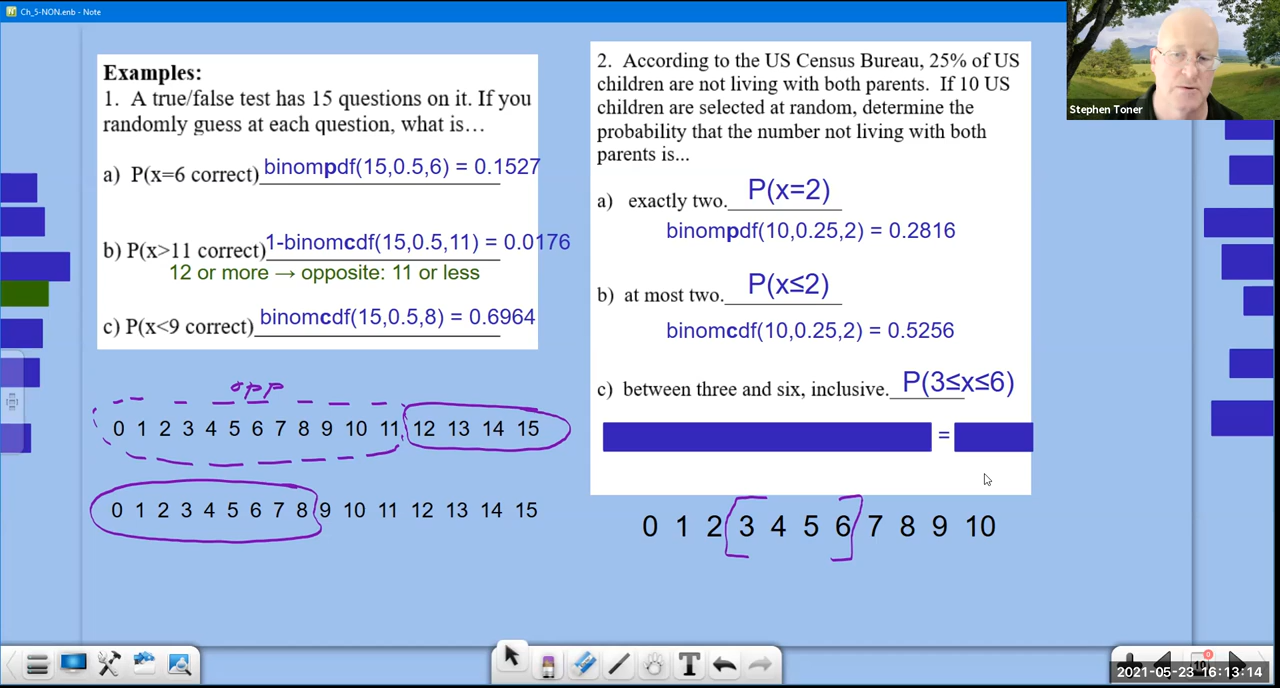 Ch_5-NON.enb - Note
Examples:
1. A true/false test has 15 questions on it. If you
randomly guess at each question, what is…
a) P(x=6 correct) binompdf(15,0.5,6) = 0.1527
b) P(x>11 correct) 1-binomcdf(15,0.5,11) = 0.0176
12 or more → opposite: 11 or less
c) P(x<9 correct) binomcdf(15,0.5,8) = 0.6964
opp
0 1 2 3 4 5 6 7 8 9 10 11 12 13 14 15
0 1 2 3 4 5 6 7 8 9 10 11 12 13 14 15
2. According to the US Census Bureau, 25% of US
children are not living with both parents. If 10 US
children are selected at random, determine the
probability that the number not living with both
parents is...
a) exactly two. P(x=2)
binompdf(10,0.25,2) = 0.2816
b) at most two. P(x≤2)
binomcdf(10,0.25,2) = 0.5256
c) between three and six, inclusive. P(3≤x≤6)
=
0 1 2 [3 4 5 6] 7 8 9 10
Stephen Toner
10
0
2021-05-23 16:13:14